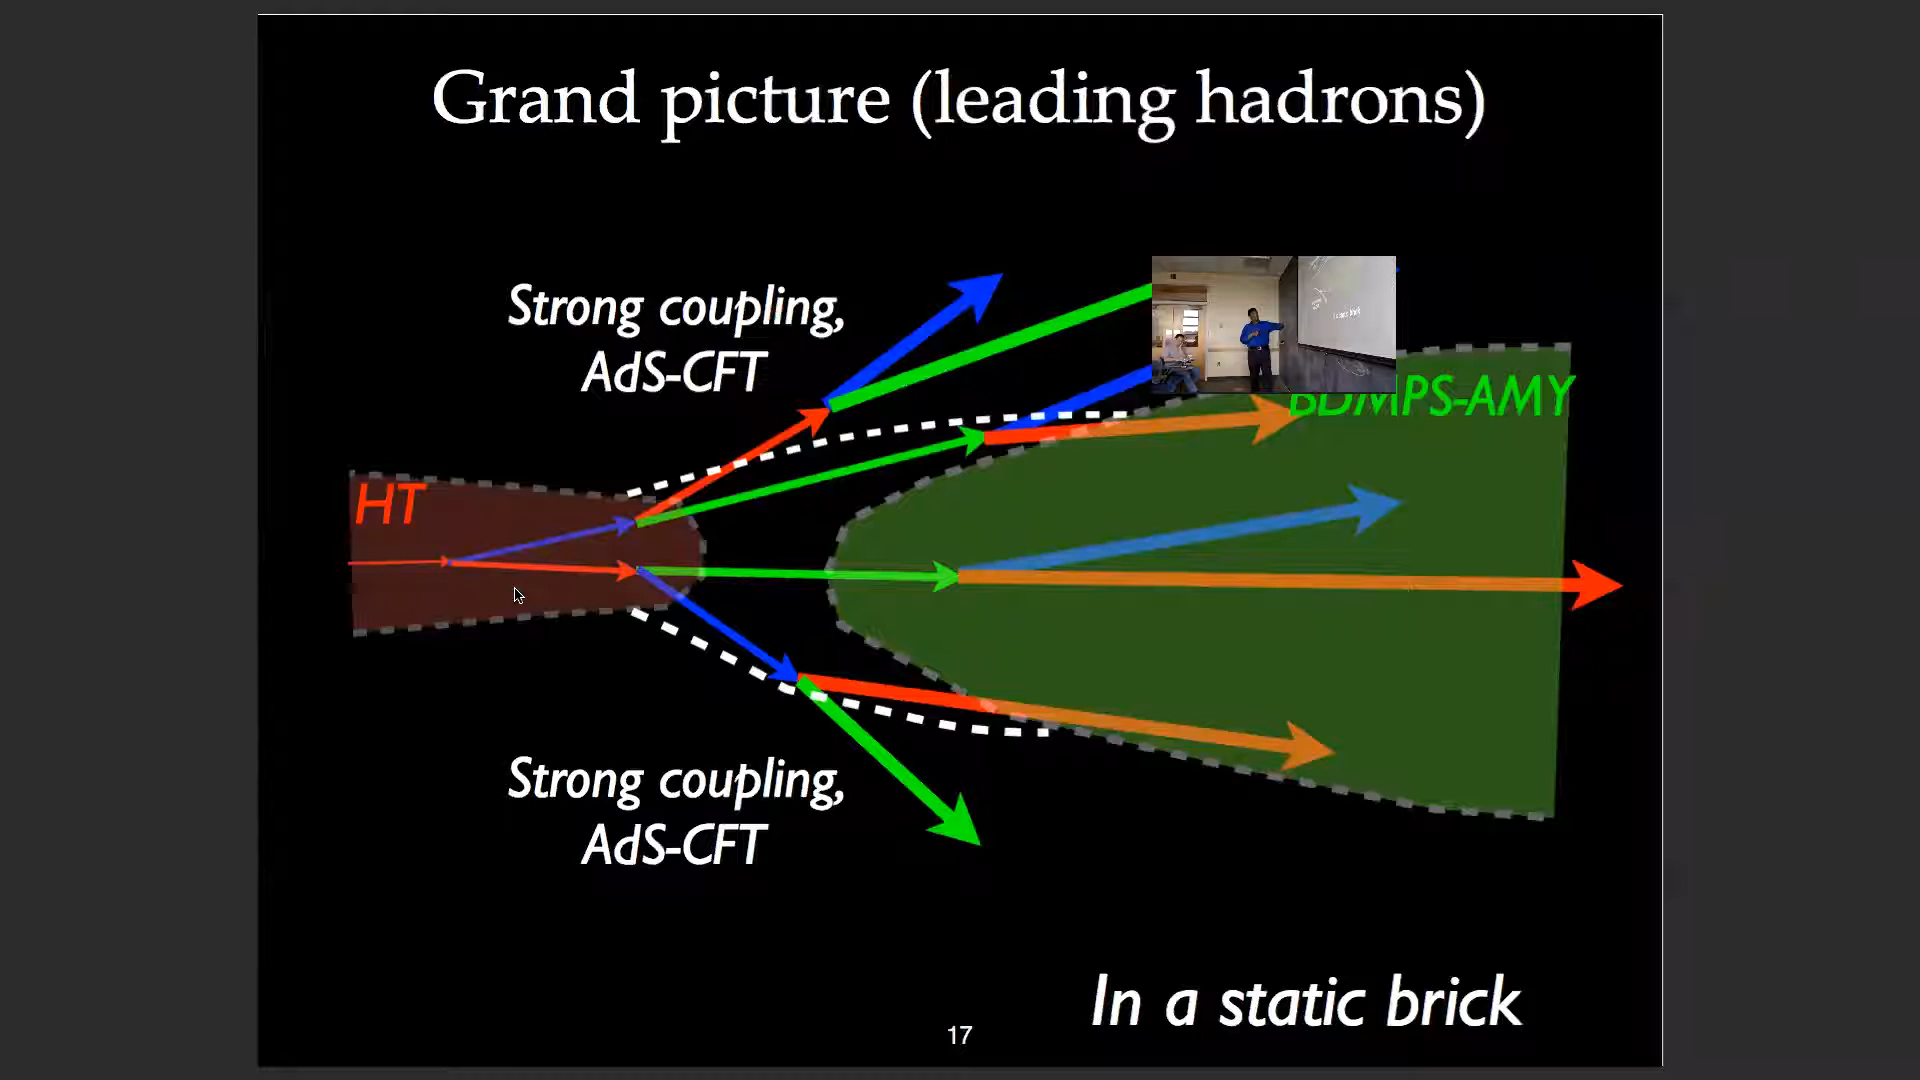 Grand picture (leading hadrons)
Strong coupling,
AdS-CFT
BDMPS-AMY
HT
Strong coupling,
AdS-CFT
In a static brick
17